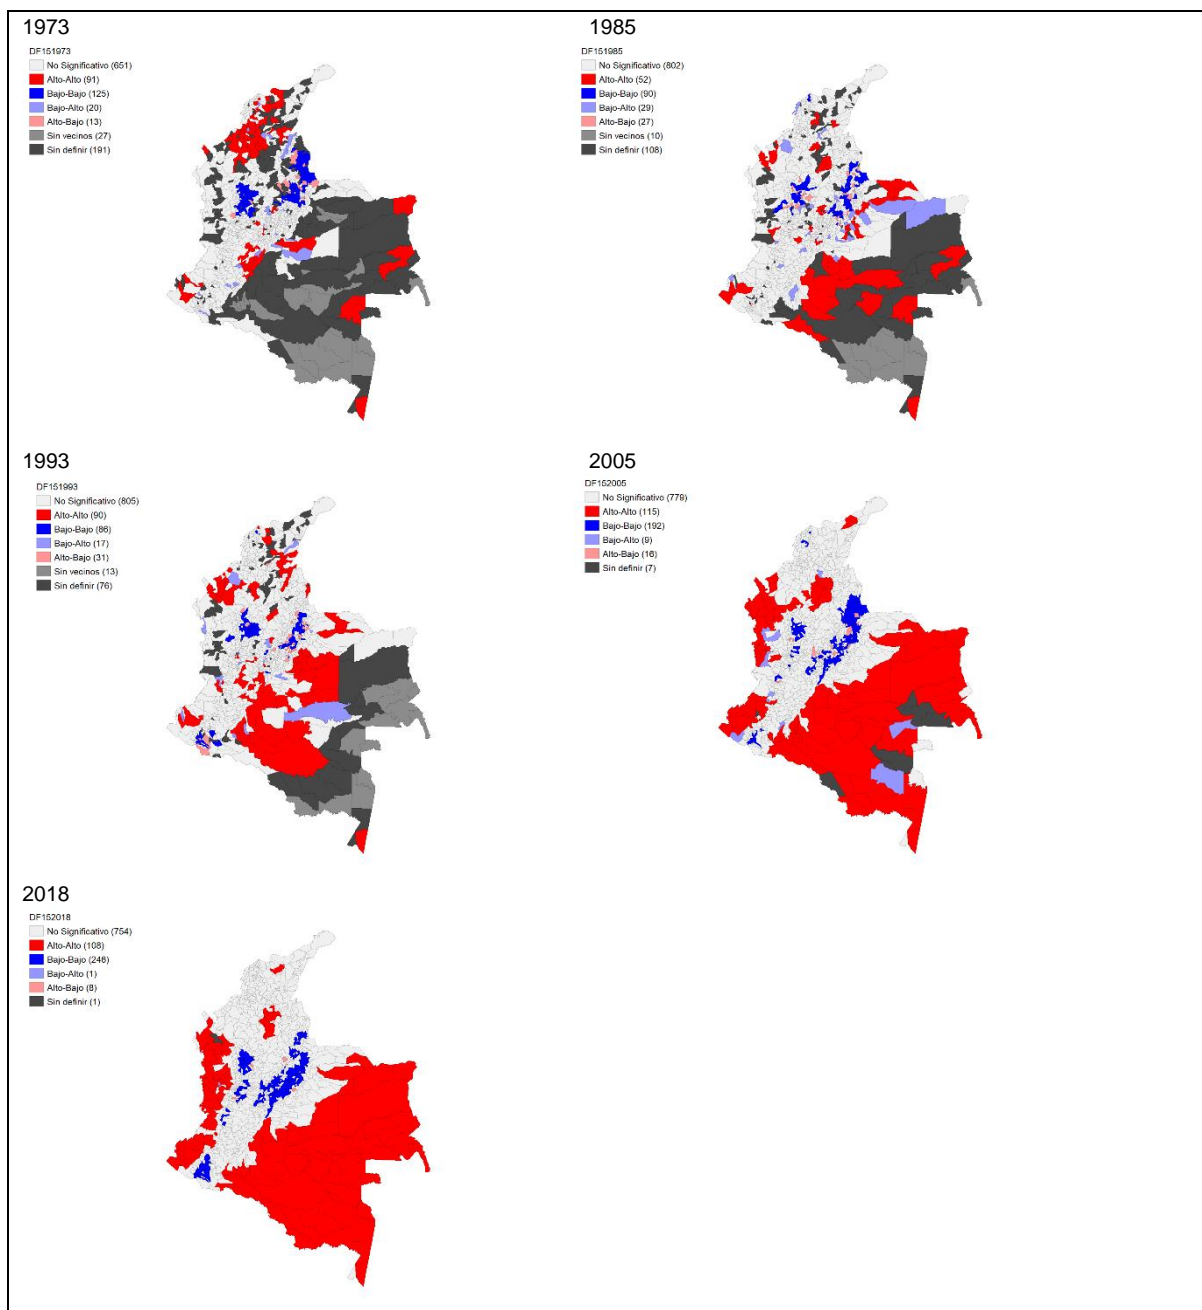 1973
DF151973
No Significativo (651)
Alto-Alto (91)
Bajo-Bajo (125)
Bajo-Alto (20)
Alto-Bajo (13)
Sin vecinos (27)
Sin definir (191)
1985
DF151985
No Significativo (802)
Alto-Alto (52)
Bajo-Bajo (90)
Bajo-Alto (29)
Alto-Bajo (27)
Sin vecinos (10)
Sin definir (108)
1993
DF151993
No Significativo (805)
Alto-Alto (90)
Bajo-Bajo (86)
Bajo-Alto (17)
Alto-Bajo (31)
Sin vecinos (13)
Sin definir (76)
2005
DF152005
No Significativo (779)
Alto-Alto (115)
Bajo-Bajo (192)
Bajo-Alto (9)
Alto-Bajo (16)
Sin definir (7)
2018
DF152018
No Significativo (754)
Alto-Alto (108)
Bajo-Bajo (246)
Bajo-Alto (1)
Alto-Bajo (8)
Sin definir (1)